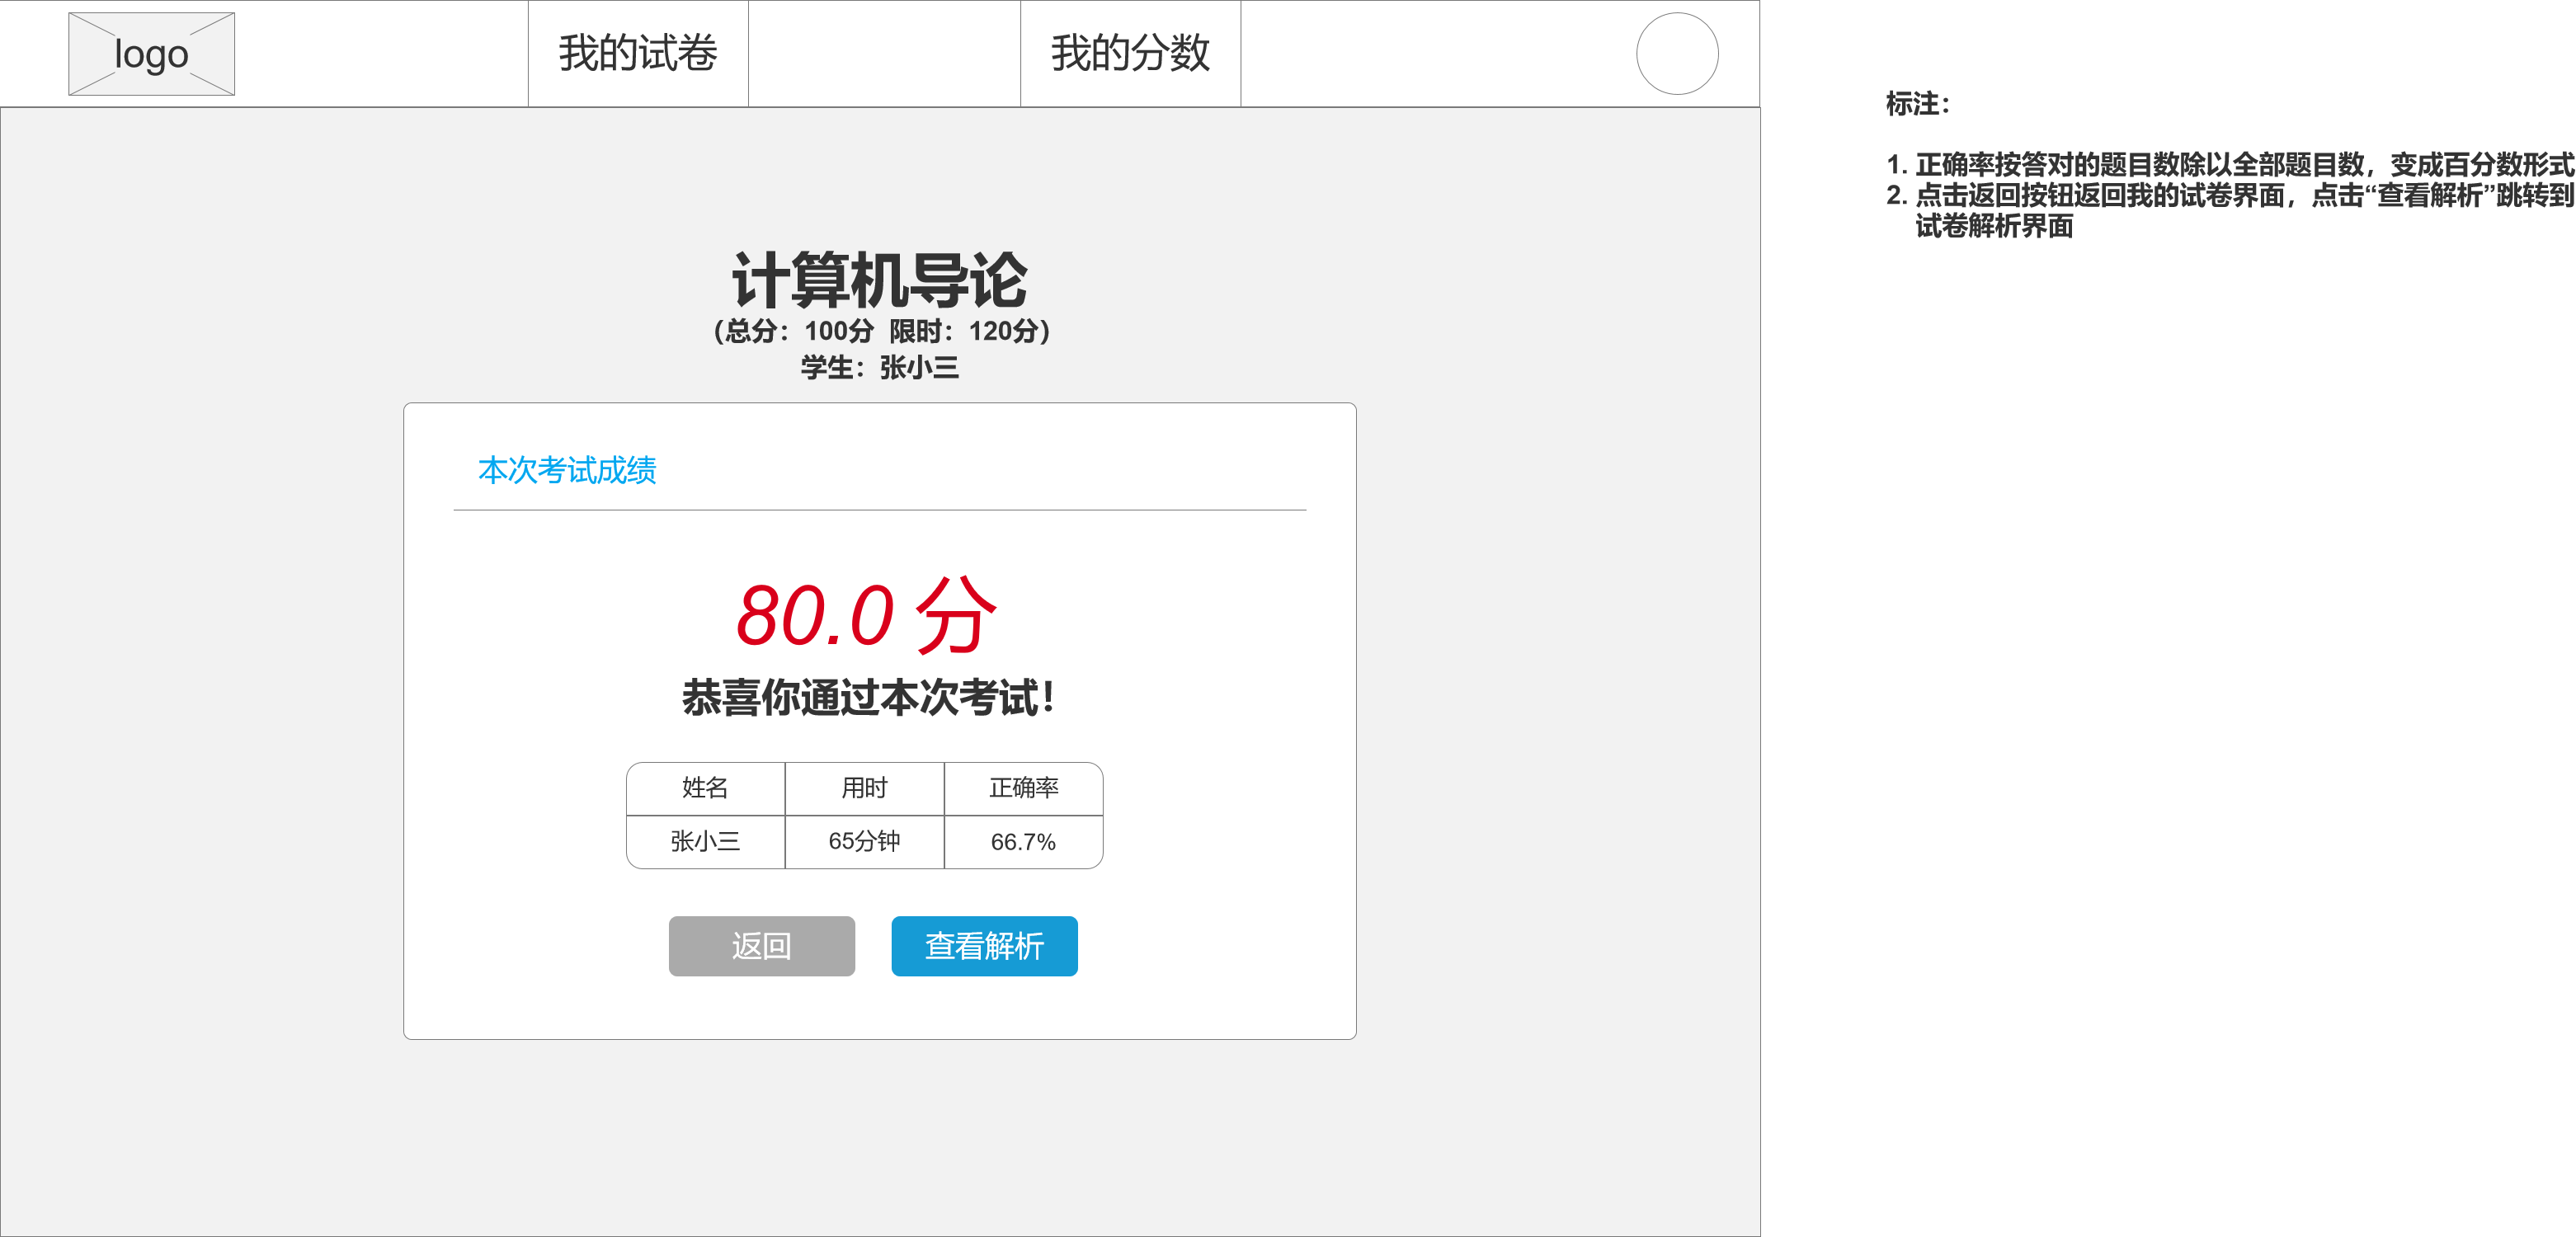 logo
我的试卷
我的分数
标注：
1. 正确率按答对的题目数除以全部题目数，变成百分数形式
2. 点击返回按钮返回我的试卷界面，点击“查看解析”跳转到
试卷解析界面
计算机导论
（总分：100分 限时：120分）
学生：张小三
本次考试成绩
80.0 分
恭喜你通过本次考试！
姓名 用时 正确率
张小三 65分钟 66.7%
返回 查看解析